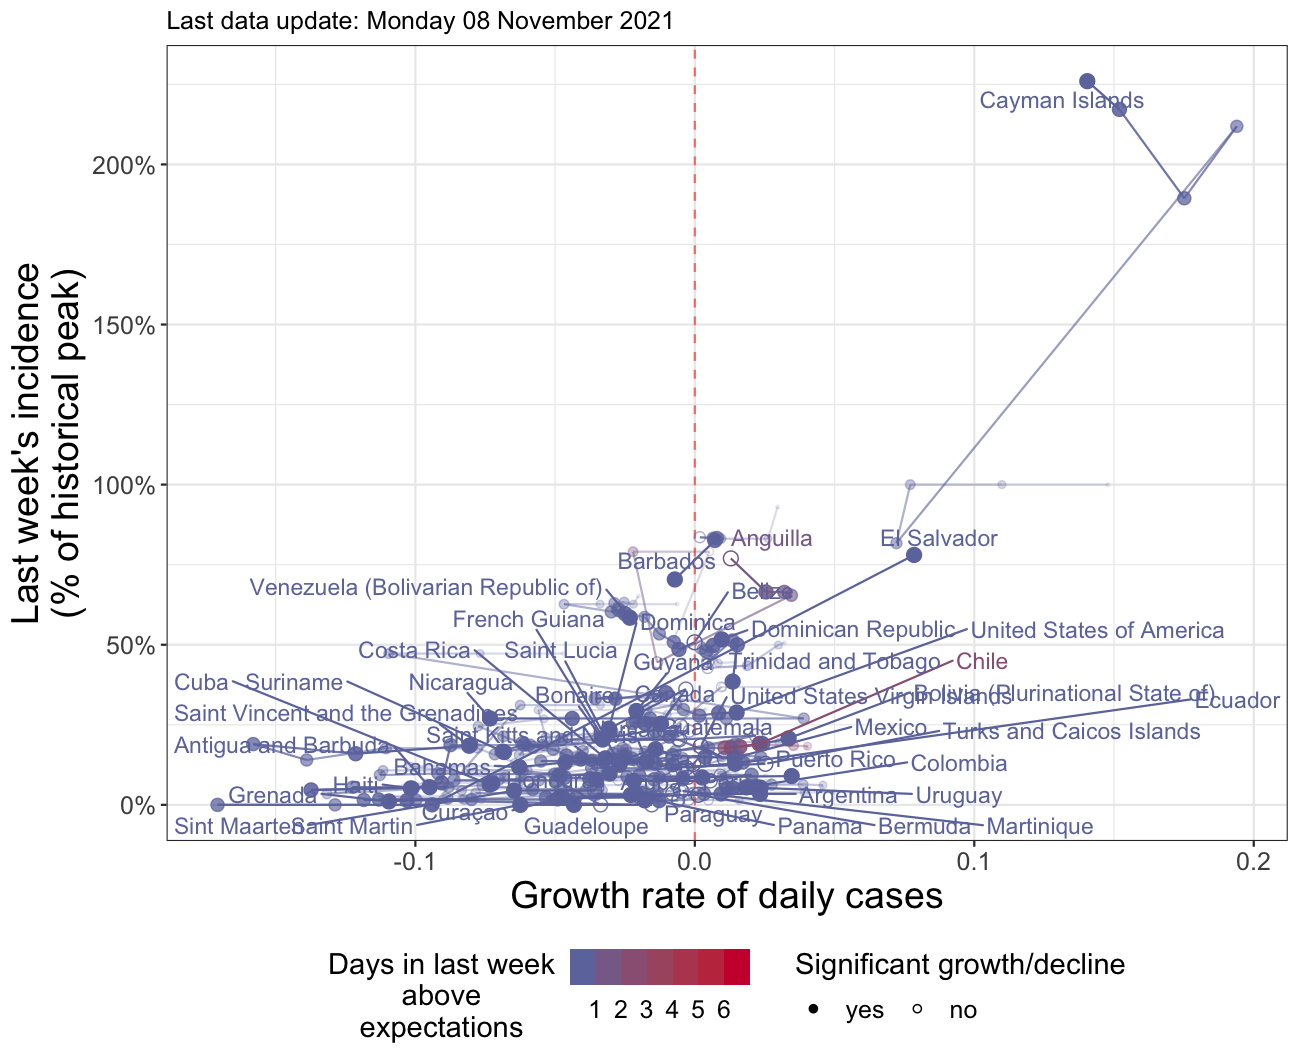 Last data update: Monday 08 November 2021
Last week's incidence
(% of historical peak)
200%
150%
100%
50%
0%
Cayman Islands
El Salvador
Anguilla
Barbados
Venezuela (Bolivarian Republic of)
Belize
French Guiana
Dominica
Dominican Republic
United States of America
Costa Rica
Saint Lucia
Guyana
Trinidad and Tobago
Chile
Cuba
Suriname
Nicaragua
Bonaire
Canada
United States Virgin Islands
Bolivia (Plurinational State of)
Ecuador
Saint Vincent and the Grenadines
Saint Kitts and
Guatemala
Mexico
Turks and Caicos Islands
Antigua and Barbuda
Bahamas
Puerto Rico
Colombia
Haiti
Grenada
Curaçao
Argentina
Uruguay
Paraguay
Sint Maarten
Saint Martin
Guadeloupe
Panama
Bermuda
Martinique
-0.1
0.0
0.1
0.2
Growth rate of daily cases
Days in last week
above
expectations
1 2 3 4 5 6
Significant growth/decline
yes
no